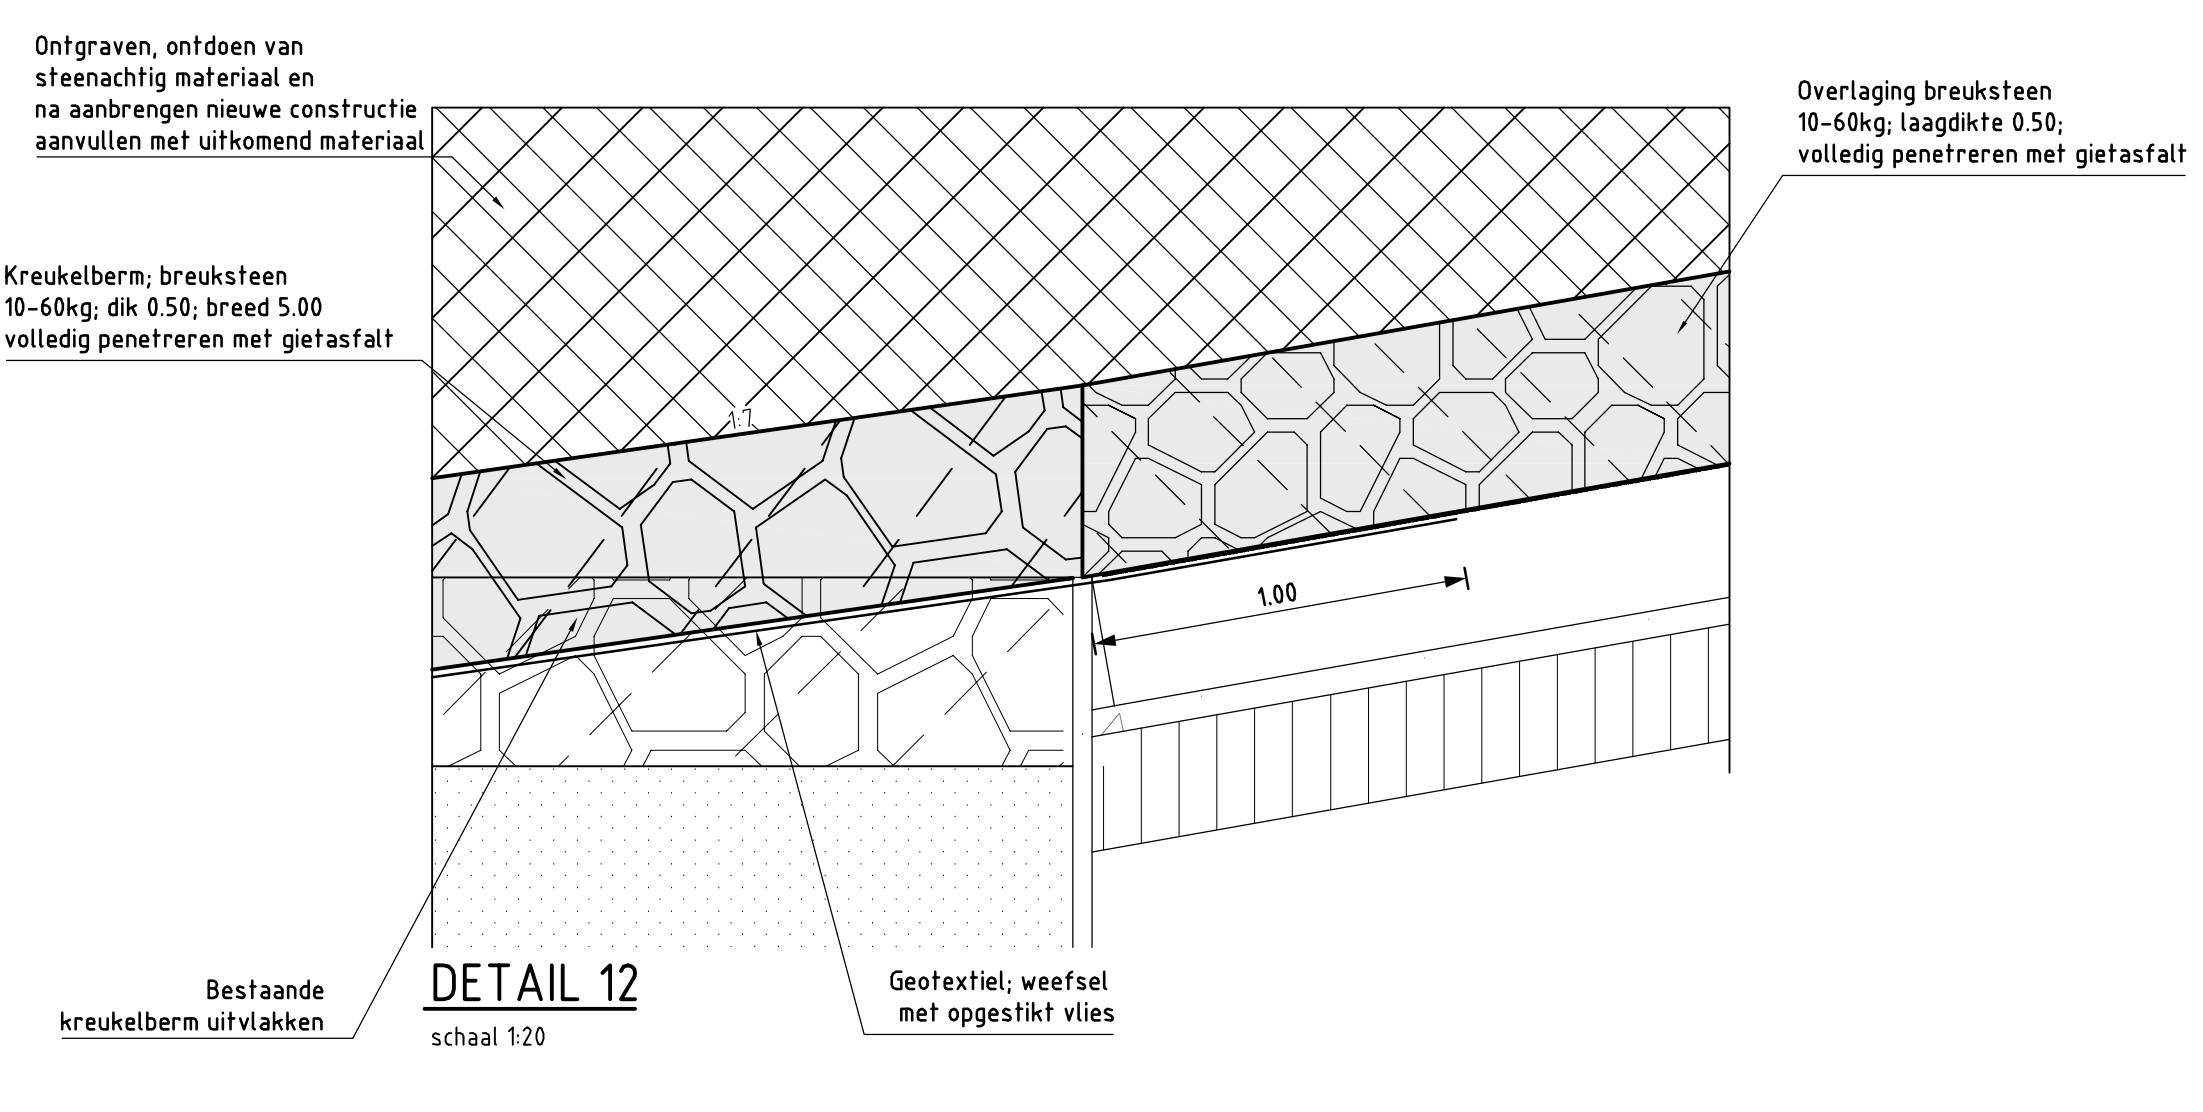 Ontgraven, ontdoen van
steenachtig materiaal en
na aanbrengen nieuwe constructie
aanvullen met uitkomend materiaal
Overlaging breuksteen
10-60kg; laagdikte 0.50;
volledig penetreren met gietasfalt
Kreukelberm; breuksteen
10-60kg; dik 0.50; breed 5.00
volledig penetreren met gietasfalt
1:7
1.00
Bestaande
kreukelberm uitvlakken
DETAIL 12
schaal 1:20
Geotextiel; weefsel
met opgestikt vlies